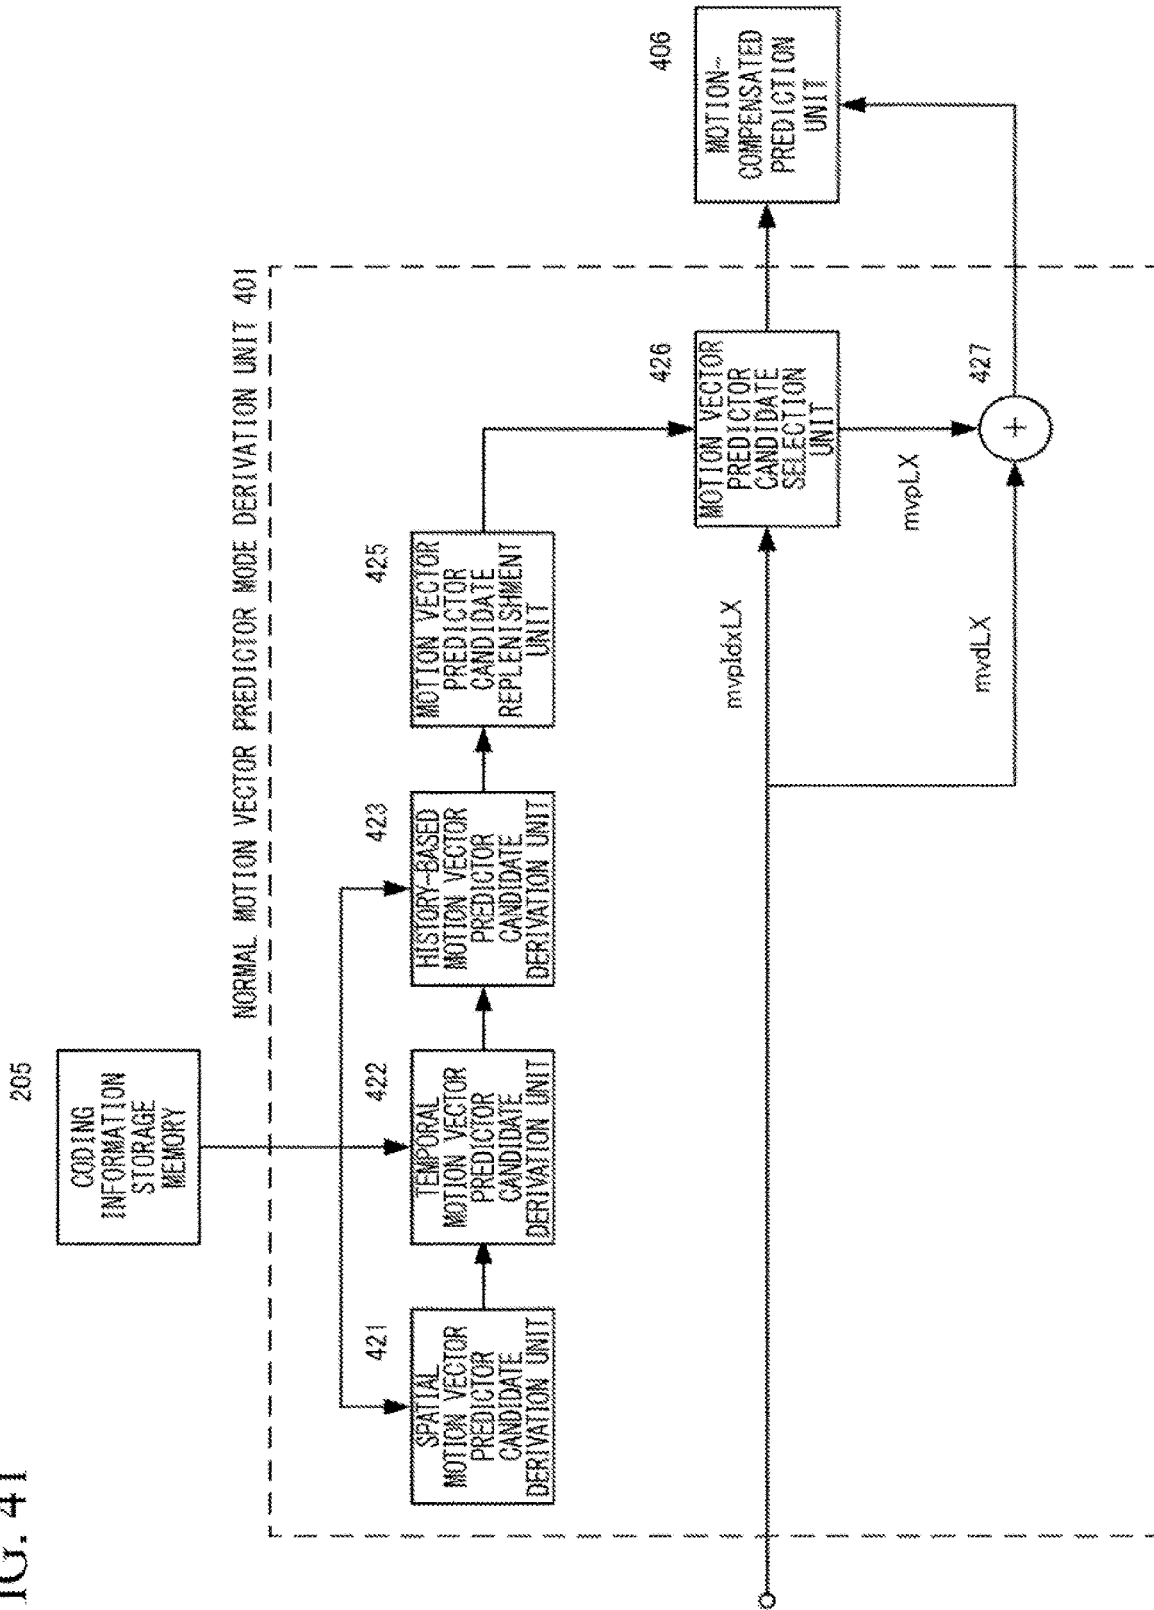 IG. 41
205
CODING
INFORMATION
STORAGE
MEMORY
NORMAL MOTION VECTOR PREDICTOR MODE DERIVATION UNIT 401
421
SPATIAL
MOTION VECTOR
PREDICTOR
CANDIDATE
DERIVATION UNIT
422
TEMPORAL
MOTION VECTOR
PREDICTOR
CANDIDATE
DERIVATION UNIT
423
HISTORY-BASED
MOTION VECTOR
PREDICTOR
CANDIDATE
DERIVATION UNIT
425
MOTION VECTOR
PREDICTOR
CANDIDATE
REPLENISHMENT
UNIT
426
MOTION VECTOR
PREDICTOR
CANDIDATE
SELECTION
UNIT
406
MOTION-
COMPENSATED
PREDICTION
UNIT
mvpIdxLX
mvpLX
mvdLX
427
+